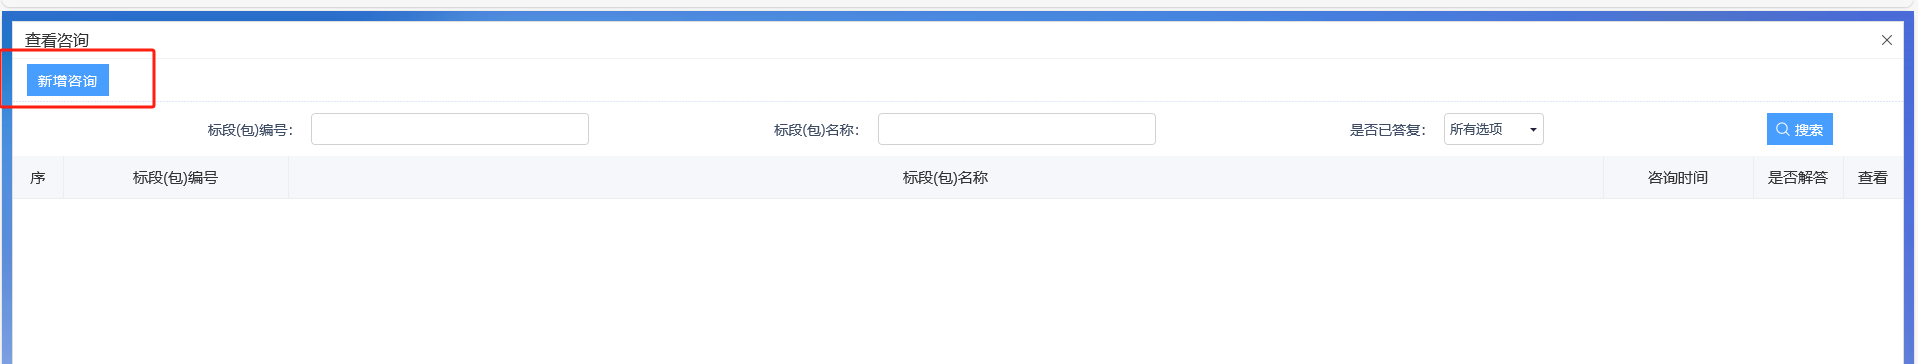 查看咨询
新增咨询
标段(包)编号： 标段(包)名称： 是否已答复： 所有选项 搜索
序 标段(包)编号 标段(包)名称 咨询时间 是否解答 查看